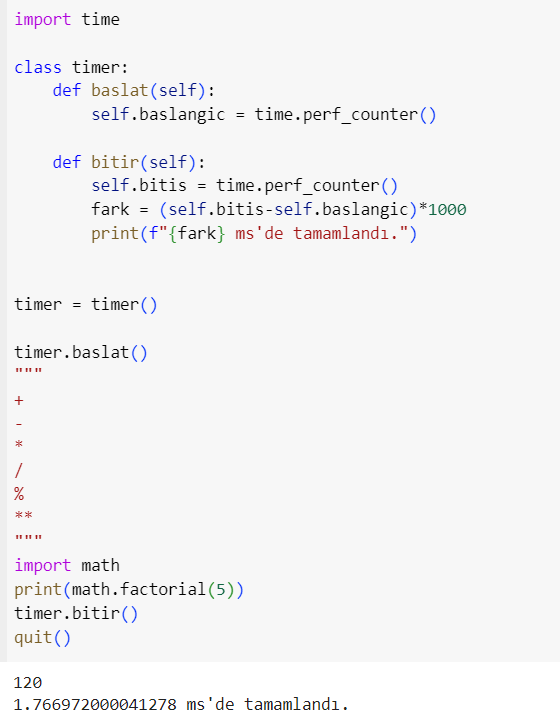 import time
class timer:
def baslat(self):
self.baslangic = time.perf_counter()
def bitir(self):
self.bitis = time.perf_counter()
fark = (self.bitis-self.baslangic)*1000
print(f"{fark} ms'de tamamlandı.")
timer = timer()
timer.baslat()
"""
+
-
*
/
%
**
"""
import math
print(math.factorial(5))
timer.bitir()
quit()
120
1.766972000041278 ms'de tamamlandı.